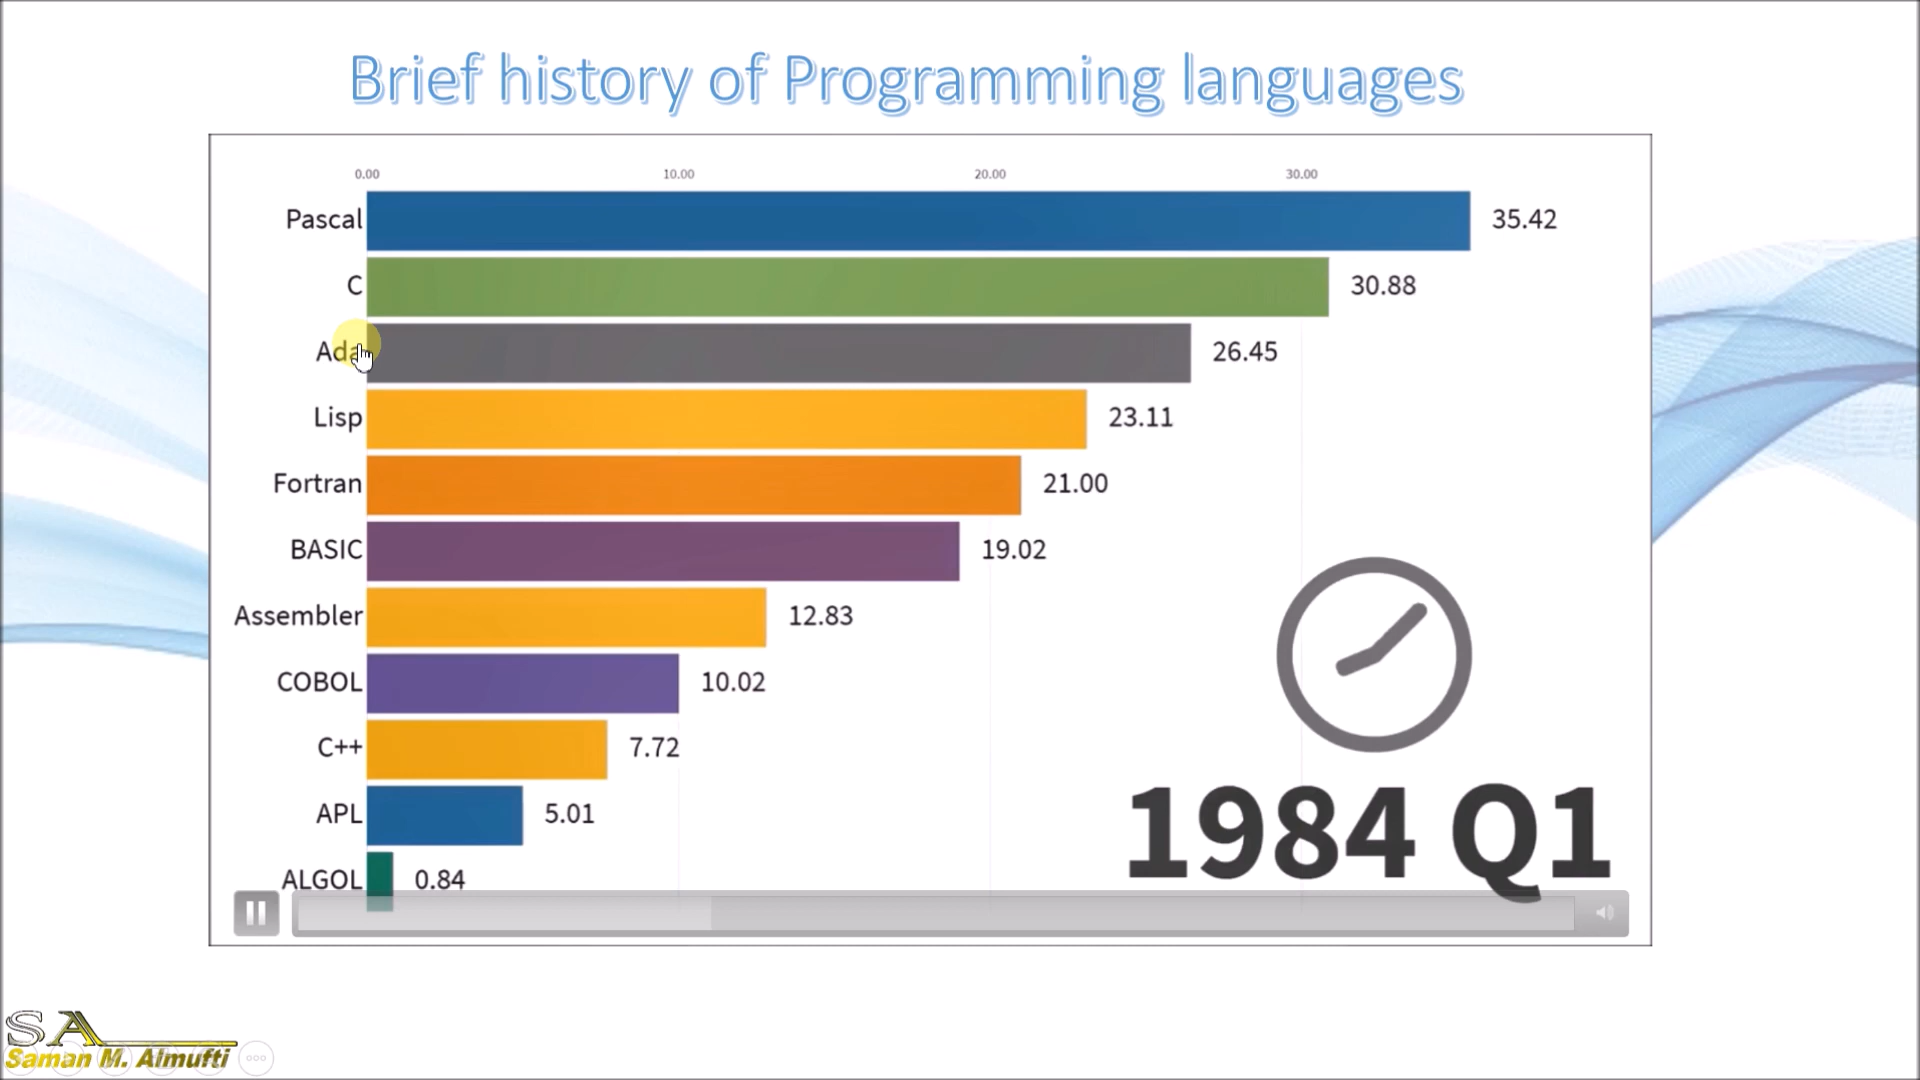 Brief history of Programming languages
0.00 10.00 20.00 30.00
Pascal 35.42
C 30.88
Ada 26.45
Lisp 23.11
Fortran 21.00
BASIC 19.02
Assembler 12.83
COBOL 10.02
C++ 7.72
APL 5.01
ALGOL 0.84
1984 Q1
SA
Saman M. Almufti